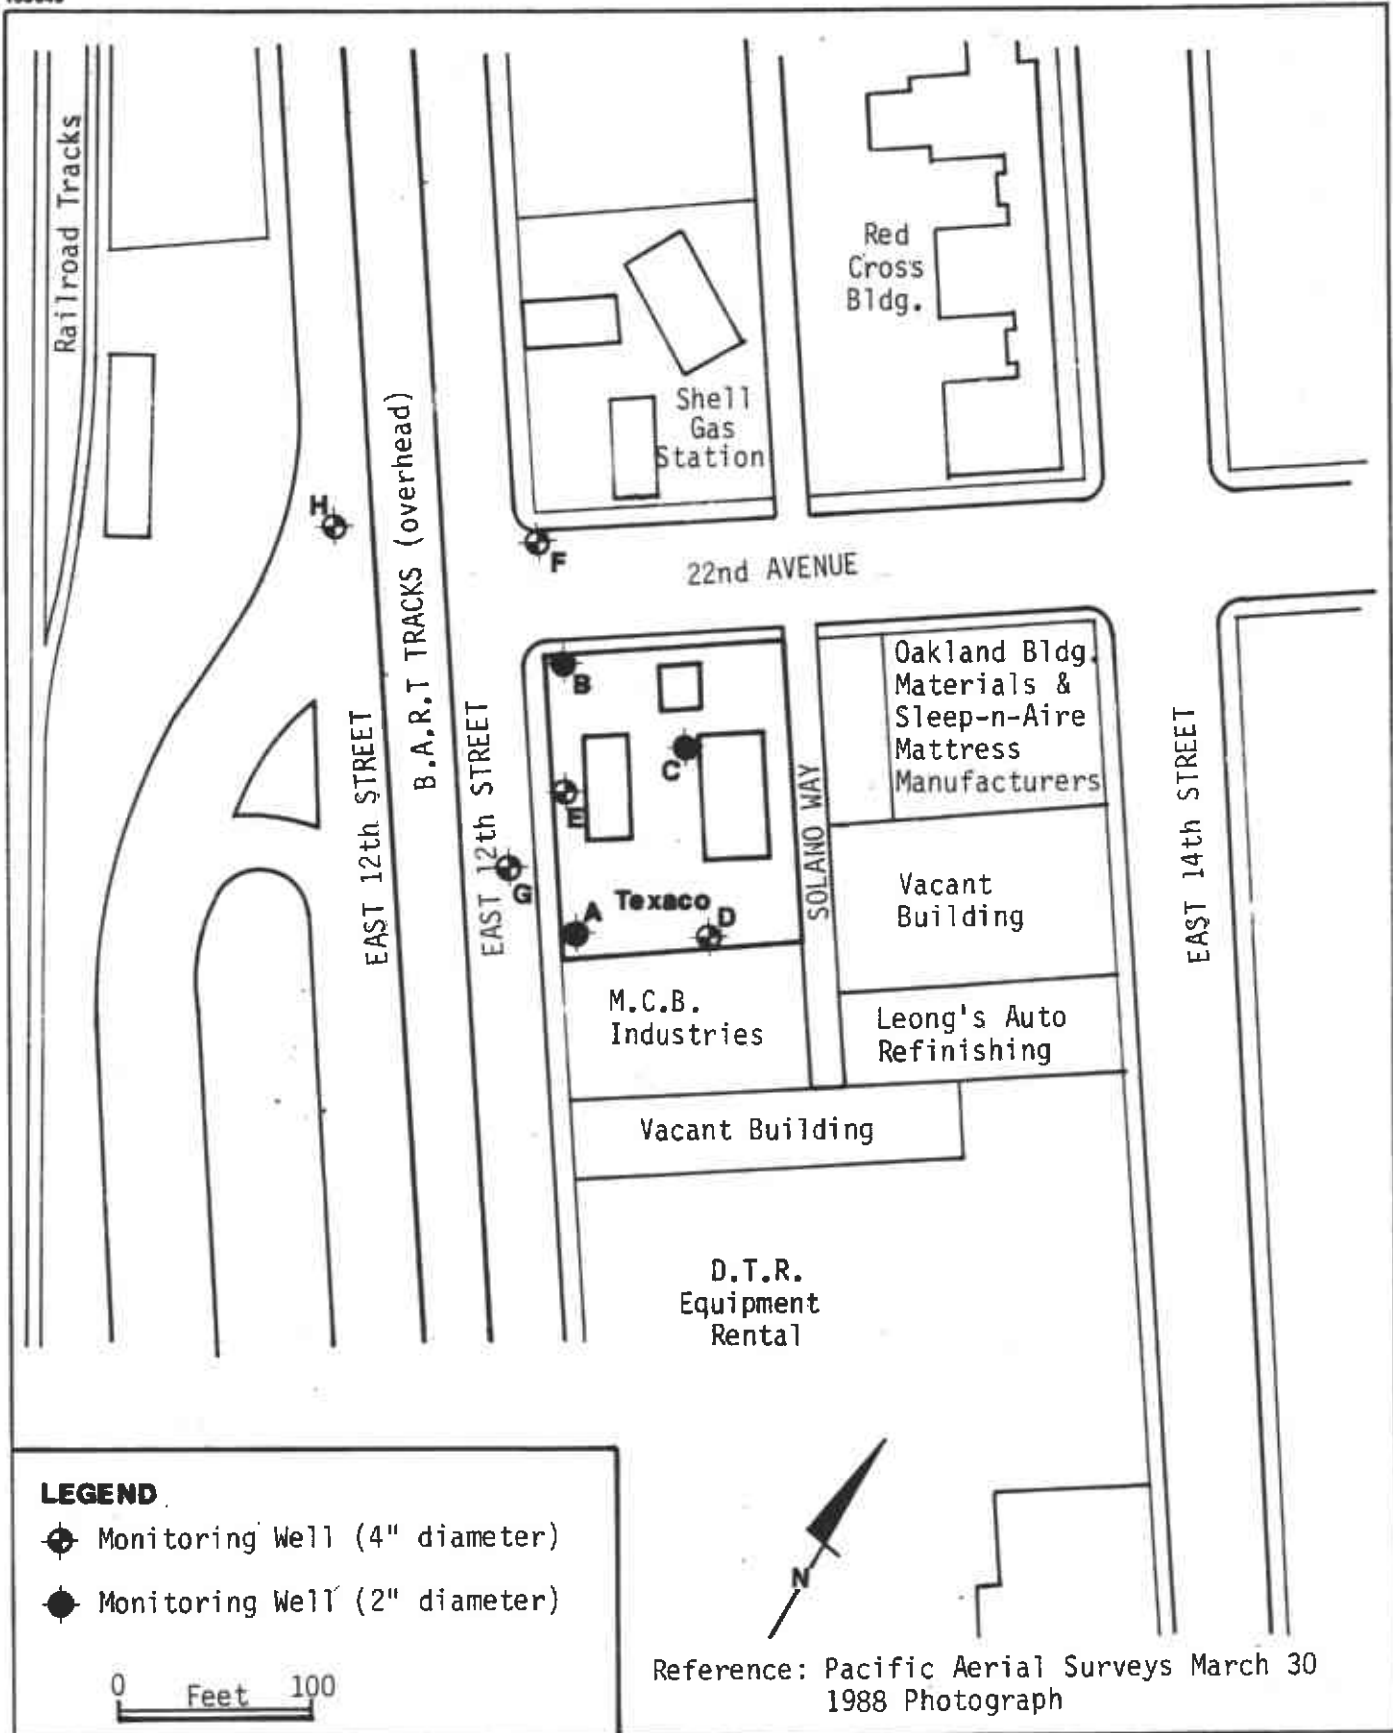 Railroad Tracks
Red
Cross
Bldg.
Shell
Gas
Station
H
B.A.R.T TRACKS (overhead)
F
22nd AVENUE
B
Oakland Bldg.
Materials &
Sleep-n-Aire
Mattress
Manufacturers
C
E
EAST 12th STREET
EAST 12th STREET
SOLANO WAY
EAST 14th STREET
G
A
Texaco
D
Vacant
Building
M.C.B.
Industries
Leong's Auto
Refinishing
Vacant Building
D.T.R.
Equipment
Rental
LEGEND
Monitoring Well (4" diameter)
Monitoring Well (2" diameter)
0 Feet 100
N
Reference: Pacific Aerial Surveys March 30
1988 Photograph